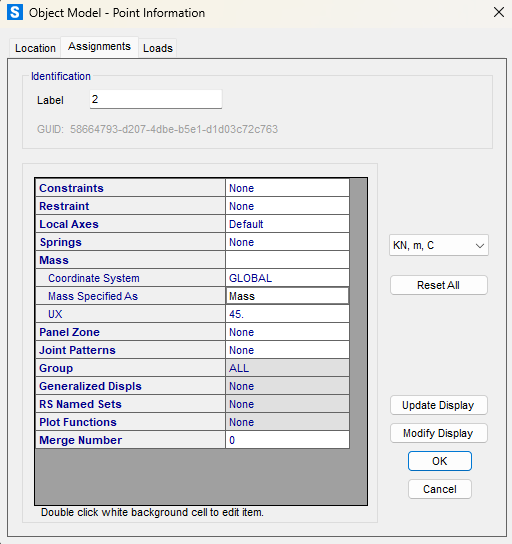 S Object Model - Point Information
Location Assignments Loads
Identification
Label 2
GUID: 58664793-d207-4dbe-b5e1-d1d03c72c763
Constraints None
Restraint None
Local Axes Default
Springs None
Mass
Coordinate System GLOBAL
Mass Specified As Mass
UX 45.
Panel Zone None
Joint Patterns None
Group ALL
Generalized Displs None
RS Named Sets None
Plot Functions None
Merge Number 0
Double click white background cell to edit item.
KN, m, C
Reset All
Update Display
Modify Display
OK
Cancel